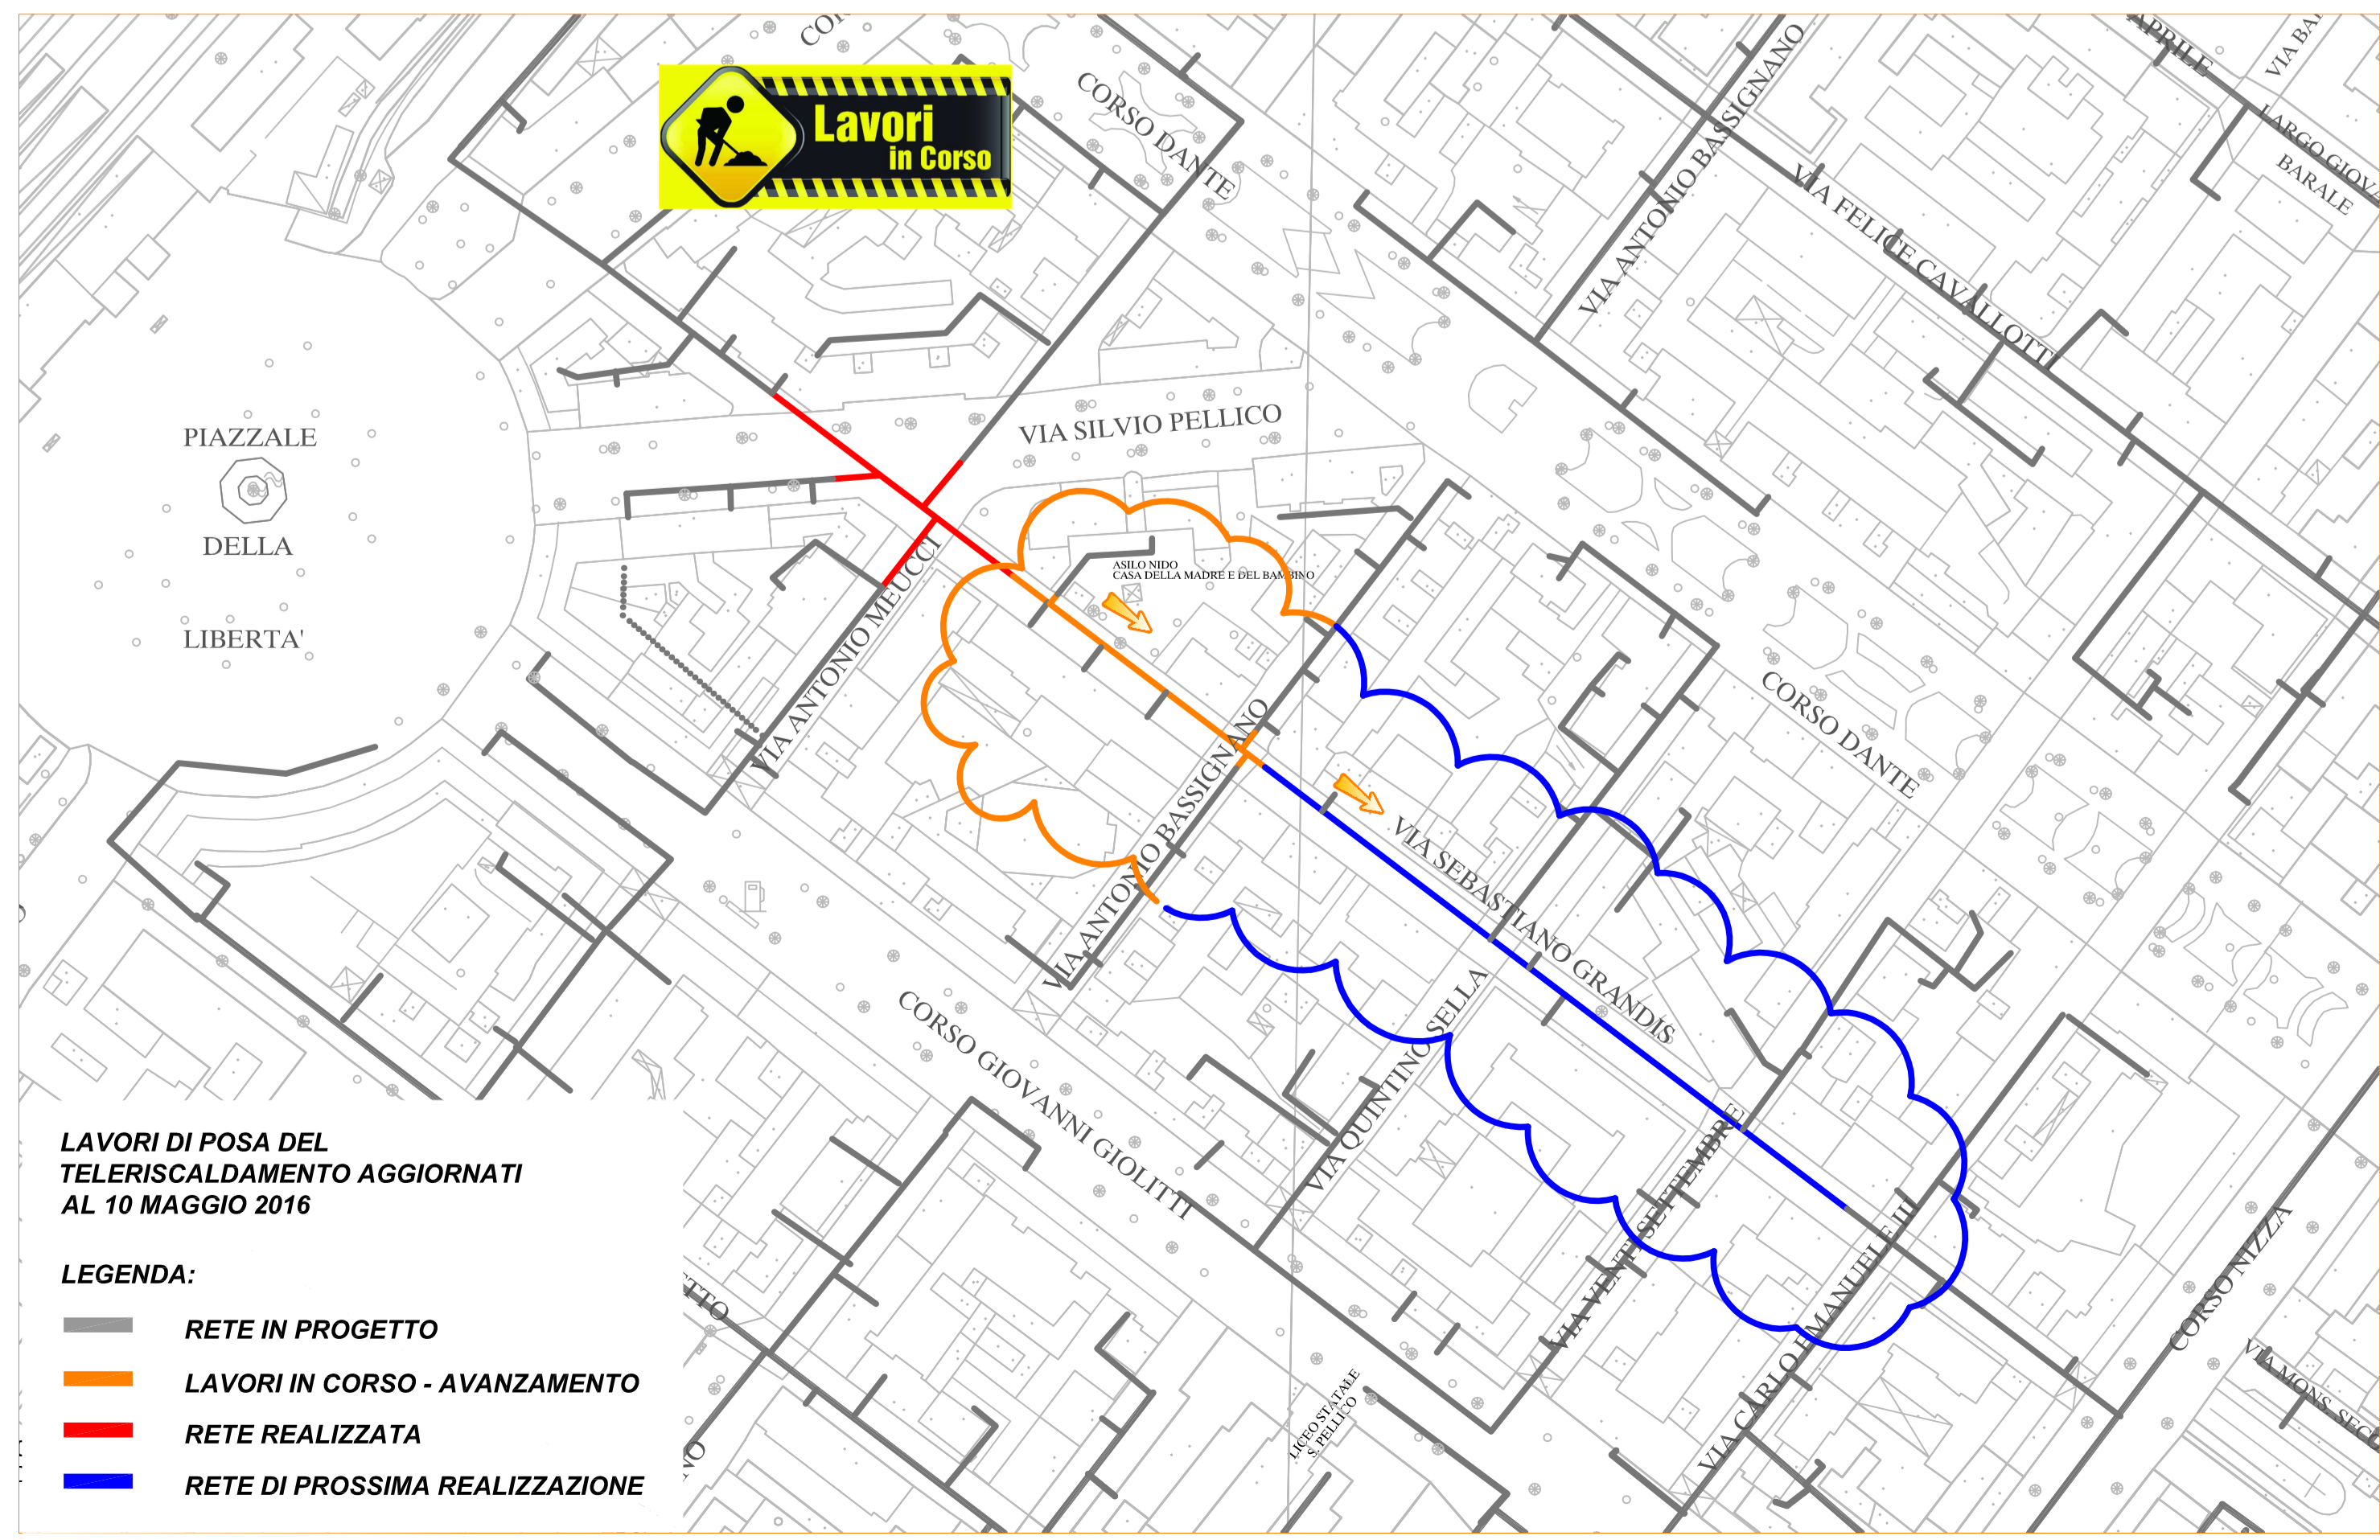 CORSO DANTE
Lavori
in Corso
VIA ANTONIO BASSIGNANO
APRILE
LARGO GIOV
BARALE
VIA FELICE CAVALLOTTI
PIAZZALE
DELLA
LIBERTA'
VIA SILVIO PELLICO
ASILO NIDO
CASA DELLA MADRE E DEL BAMBINO
VIA ANTONIO MEUCCI
VIA ANTONIO BASSIGNANO
CORSO DANTE
VIA SEBASTIANO GRANDIS
CORSO GIOVANNI GIOLITTI
VIA QUINTINO SELLA
VIA VENTI SETTEMBRE
VIA CARLO EMANUELE III
CORSO NIZZA
VIA MONS.
LICEO STATALE
S. PELLICO
LAVORI DI POSA DEL
TELERISCALDAMENTO AGGIORNATI
AL 10 MAGGIO 2016
LEGENDA:
RETE IN PROGETTO
LAVORI IN CORSO - AVANZAMENTO
RETE REALIZZATA
RETE DI PROSSIMA REALIZZAZIONE